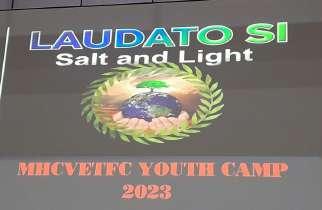 LAUDATO SI
Salt and Light
MHCVETFC YOUTH CAMP
2023